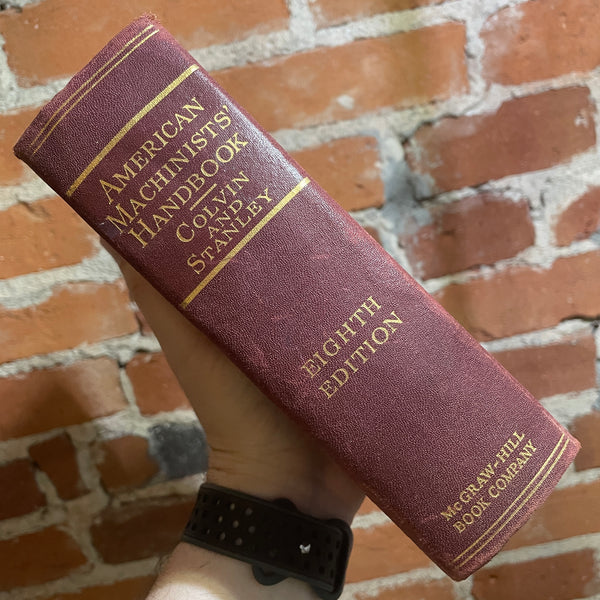 AMERICAN
MACHINISTS'
HANDBOOK
COLVIN
AND
STANLEY
EIGHTH
EDITION
MCGRAW-HILL
BOOK COMPANY